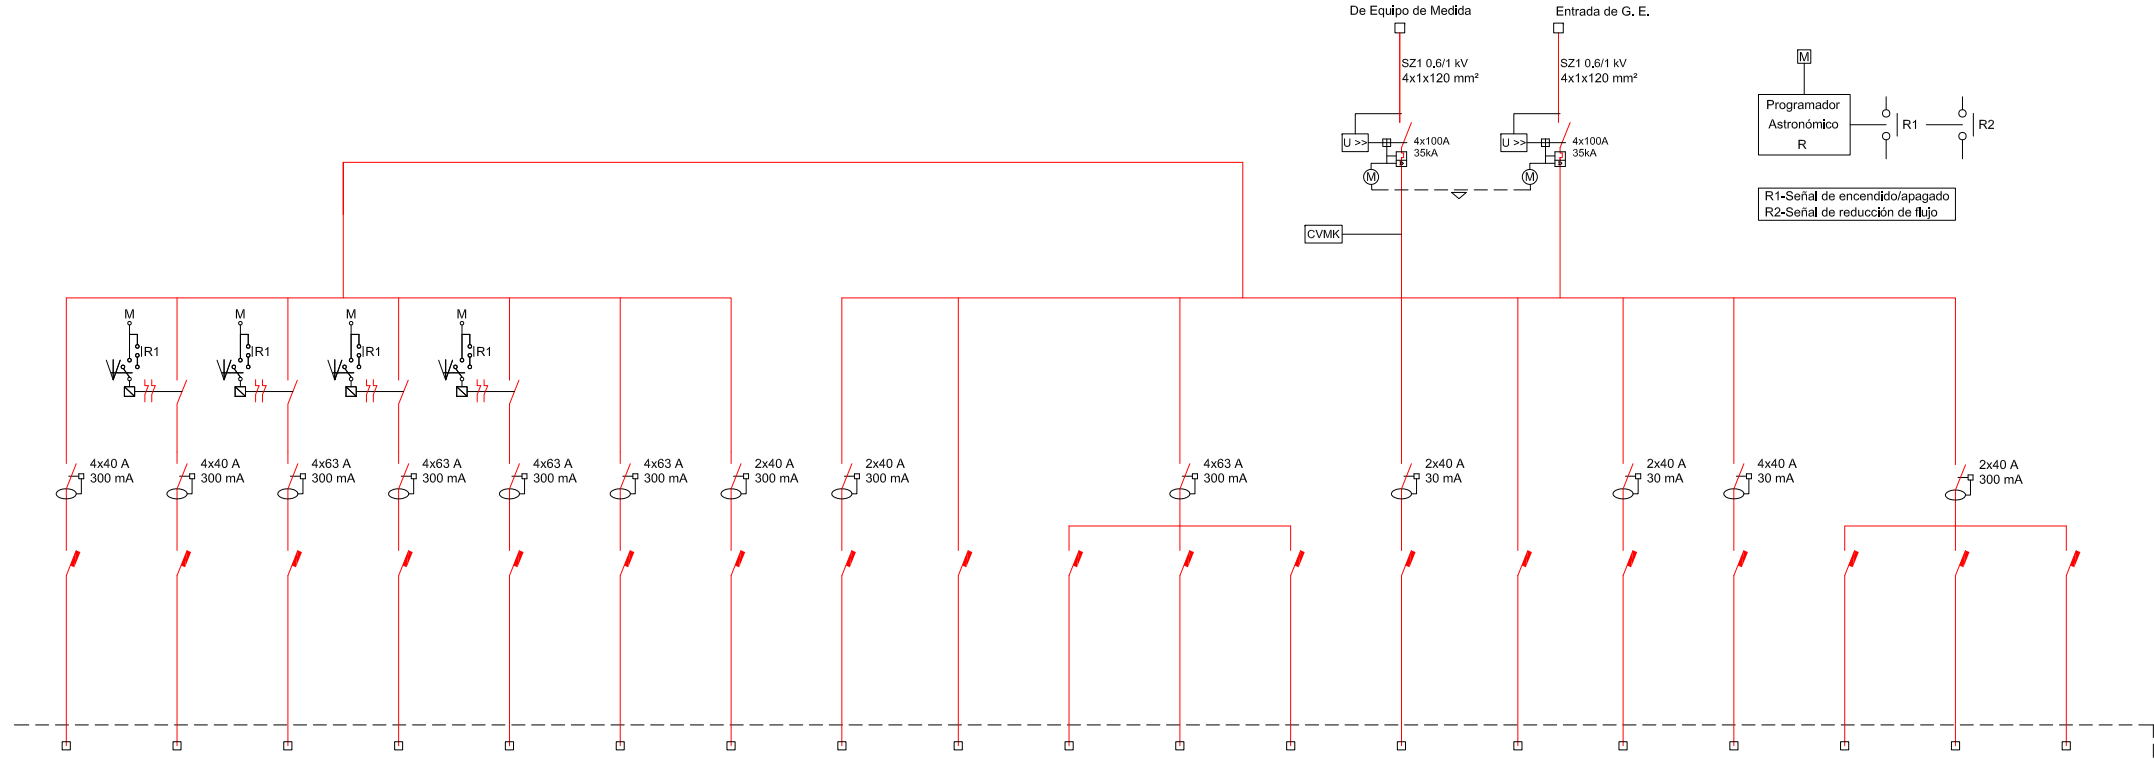 De Equipo de Medida
Entrada de G. E.
SZ1 0,6/1 kV
4x1x120 mm²
SZ1 0,6/1 kV
4x1x120 mm²
M
Programador
Astronómico
R
R1
R2
U >>
4x100A
35kA
U >>
4x100A
35kA
M
M
R1-Señal de encendido/apagado
R2-Señal de reducción de flujo
CVMK
M
M
M
M
R1
R1
R1
R1
4x40 A
300 mA
4x40 A
300 mA
4x63 A
300 mA
4x63 A
300 mA
4x63 A
300 mA
4x63 A
300 mA
2x40 A
300 mA
2x40 A
300 mA
4x63 A
300 mA
2x40 A
30 mA
2x40 A
30 mA
4x40 A
30 mA
2x40 A
300 mA